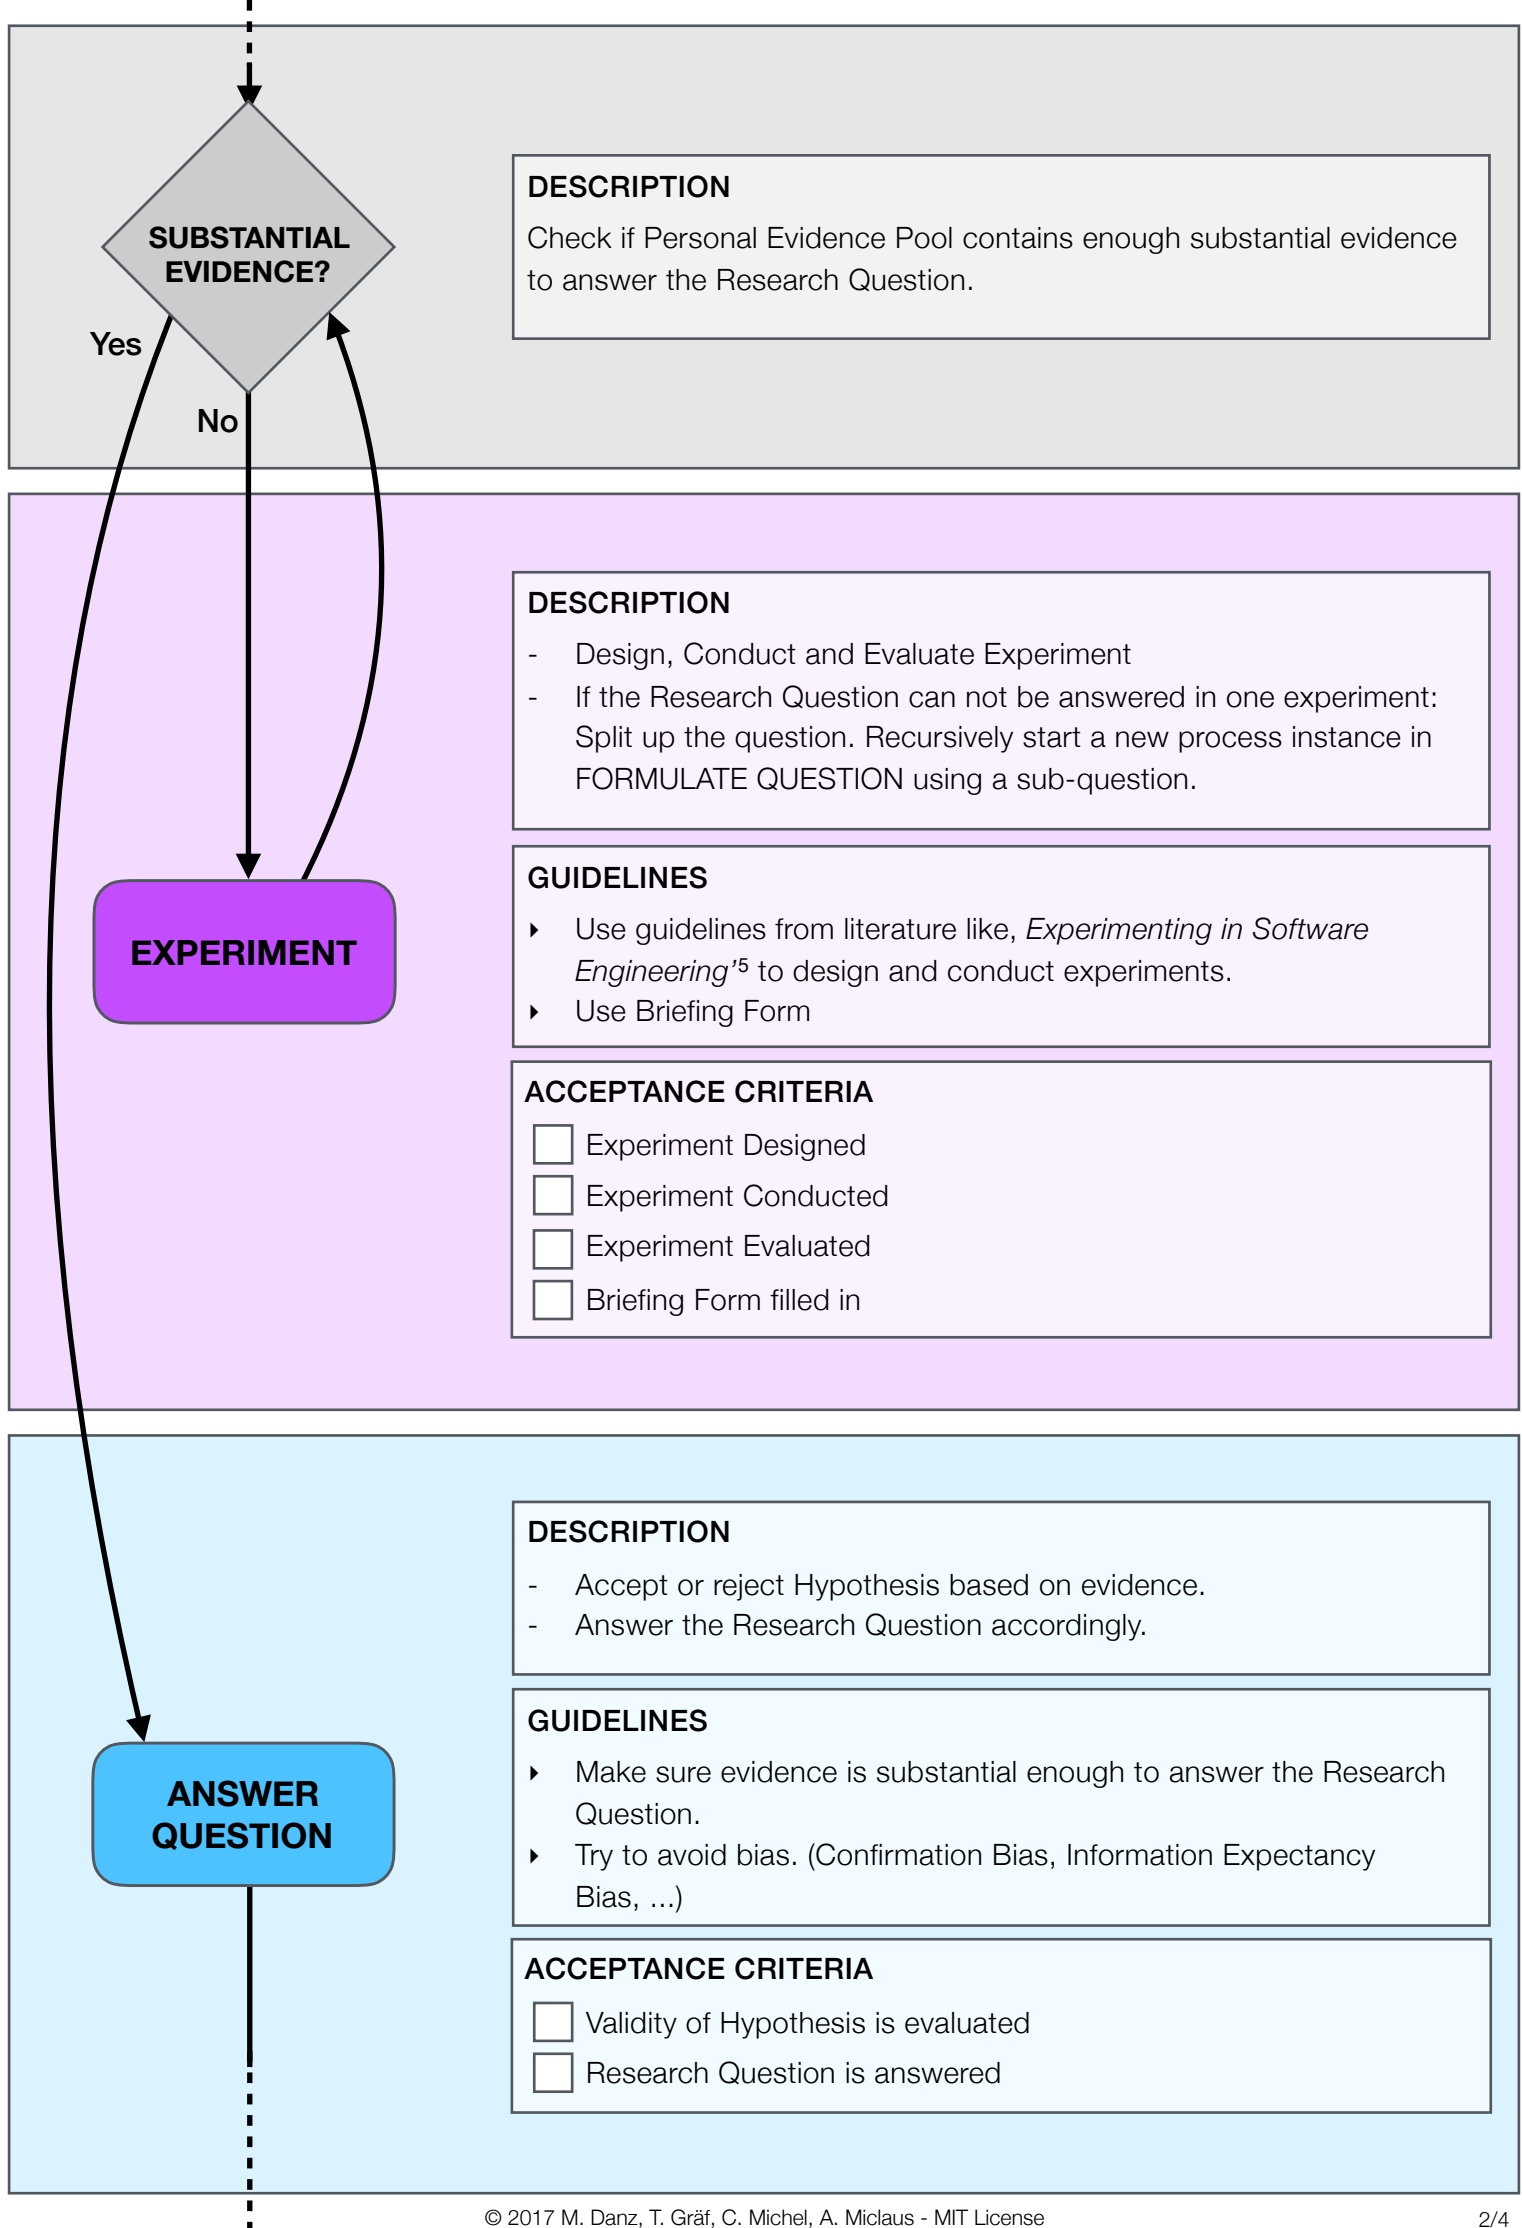 SUBSTANTIAL
EVIDENCE?
Yes
No
DESCRIPTION
Check if Personal Evidence Pool contains enough substantial evidence
to answer the Research Question.
DESCRIPTION
- Design, Conduct and Evaluate Experiment
- If the Research Question can not be answered in one experiment:
Split up the question. Recursively start a new process instance in
FORMULATE QUESTION using a sub-question.
EXPERIMENT
GUIDELINES
‣ Use guidelines from literature like, Experimenting in Software
Engineering’⁵ to design and conduct experiments.
‣ Use Briefing Form
ACCEPTANCE CRITERIA
Experiment Designed
Experiment Conducted
Experiment Evaluated
Briefing Form filled in
DESCRIPTION
- Accept or reject Hypothesis based on evidence.
- Answer the Research Question accordingly.
ANSWER
QUESTION
GUIDELINES
‣ Make sure evidence is substantial enough to answer the Research
Question.
‣ Try to avoid bias. (Confirmation Bias, Information Expectancy
Bias, ...)
ACCEPTANCE CRITERIA
Validity of Hypothesis is evaluated
Research Question is answered
© 2017 M. Danz, T. Gräf, C. Michel, A. Miclaus - MIT License
2/4